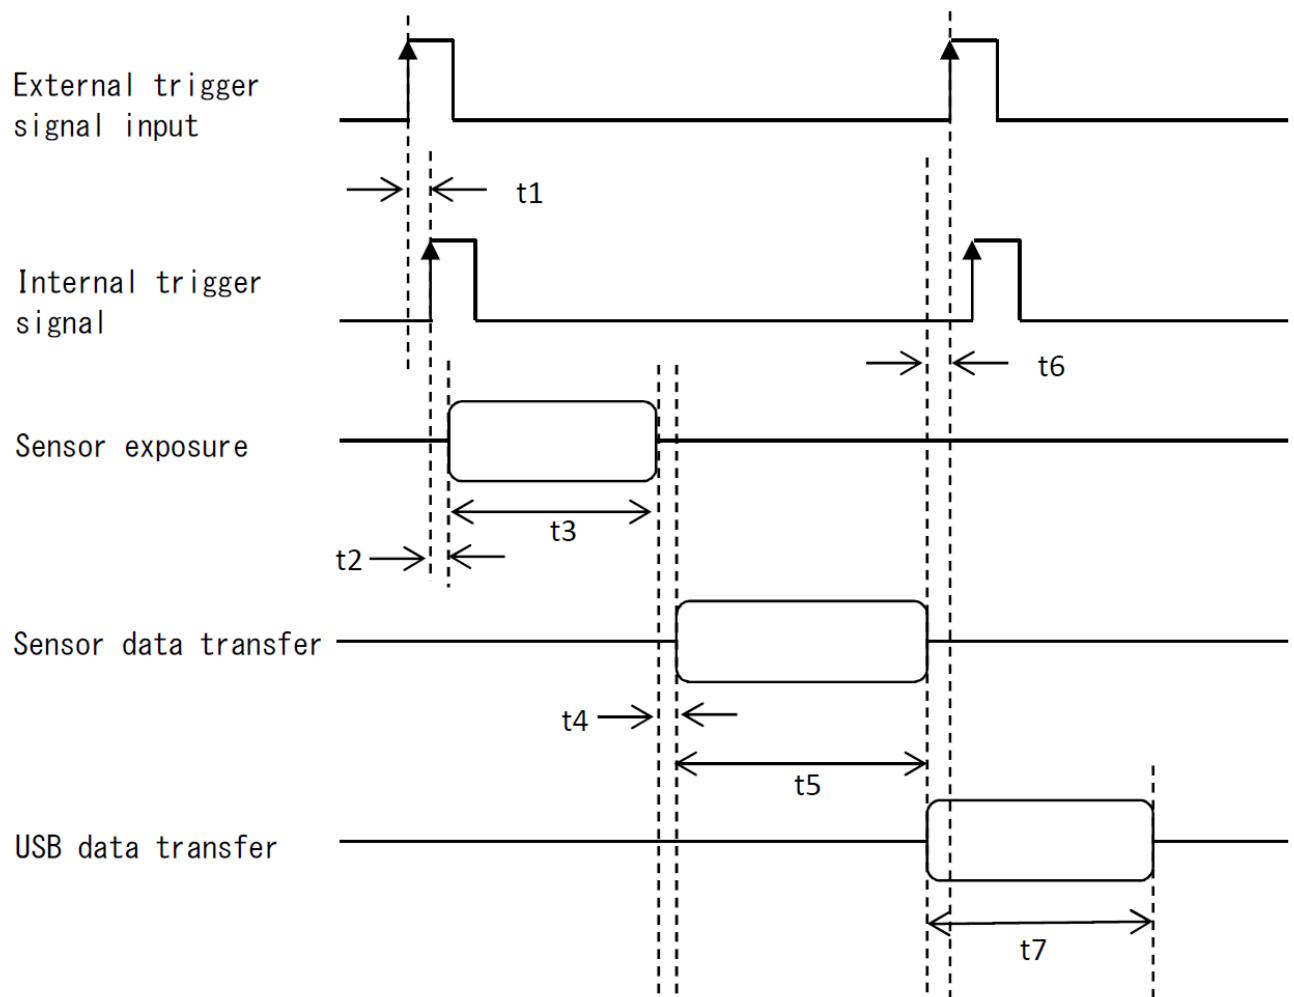 External trigger
signal input
t1
Internal trigger
signal
t6
Sensor exposure
t3
t2
Sensor data transfer
t4
t5
USB data transfer
t7